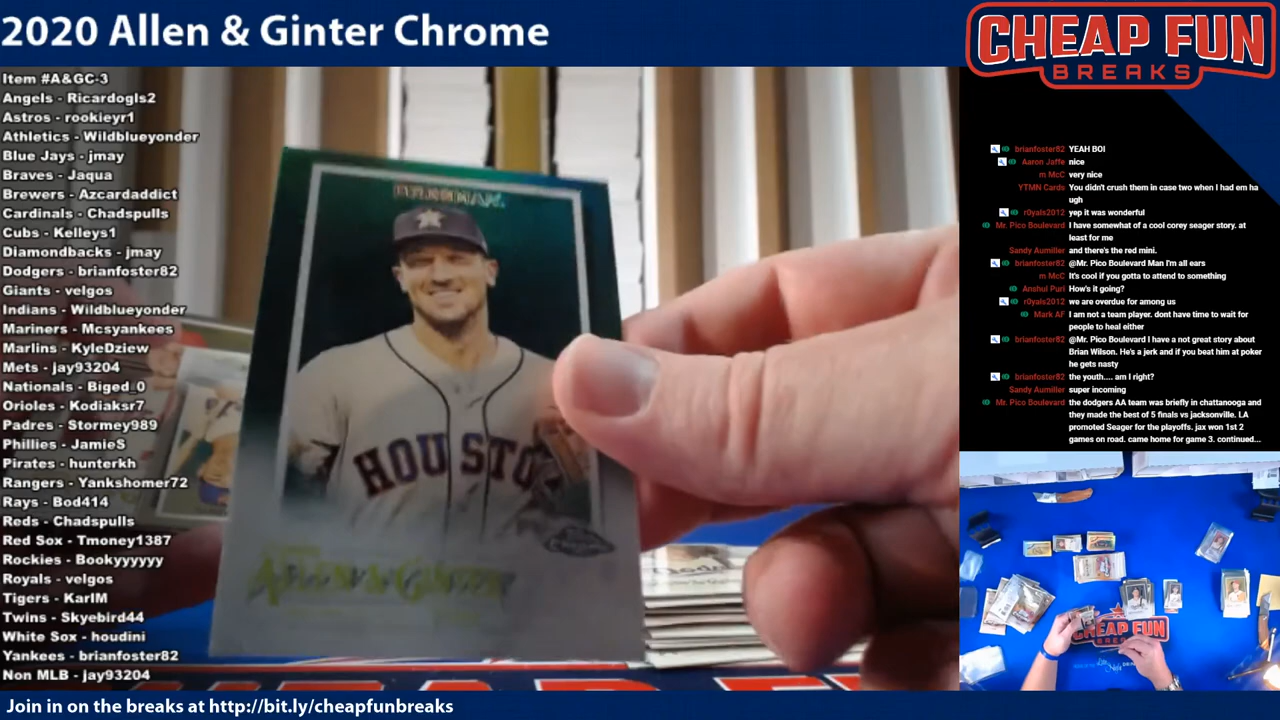 2020 Allen & Ginter Chrome
CHEAP FUN
BREAKS
Item #A&GC-3
Angels - Ricardogls2
Astros - rookieyr1
Athletics - Wildblueyonder
Blue Jays - jmay
Braves - Jaqua
Brewers - Azcardaddict
Cardinals - Chadspulls
Cubs - Kelleys1
Diamondbacks - jmay
Dodgers - brianfoster82
Giants - velgos
Indians - Wildblueyonder
Mariners - Mcsyankees
Marlins - KyleDziew
Mets - jay93204
Nationals - Biged_0
Orioles - Kodiaksr7
Padres - Stormey989
Phillies - JamieS
Pirates - hunterkh
Rangers - Yankshomer72
Rays - Bod414
Reds - Chadspulls
Red Sox - Tmoney1387
Rockies - Bookyyyyyy
Royals - velgos
Tigers - KarlM
Twins - Skyebird44
White Sox - houdini
Yankees - brianfoster82
Non MLB - jay93204
BREGMAN
HOUSTO
ALLEN & GINTER
brianfoster82 YEAH BOI
Aaron Jaffe nice
m McC very nice
YTMN Cards You didn't crush them in case two when I had em ha
ugh
r0yals2012 yep it was wonderful
Mr. Pico Boulevard I have somewhat of a cool corey seager story. at
least for me
Sandy Aumiller and there's the red mini.
brianfoster82 @Mr. Pico Boulevard Man I'm all ears
m McC It's cool if you gotta to attend to something
Anshul Puri How's it going?
r0yals2012 we are overdue for among us
Mark AF I am not a team player. dont have time to wait for
people to heal either
brianfoster82 @Mr. Pico Boulevard I have a not great story about
Brian Wilson. He's a jerk and if you beat him at poker
he gets nasty
brianfoster82 the youth.... am I right?
Sandy Aumiller super incoming
Mr. Pico Boulevard the dodgers AA team was briefly in chattanooga and
they made the best of 5 finals vs jacksonville. LA
promoted Seager for the playoffs. jax won 1st 2
games on road. came home for game 3. continued...
CHEAP FUN
BREAKS
Join in on the breaks at http://bit.ly/cheapfunbreaks